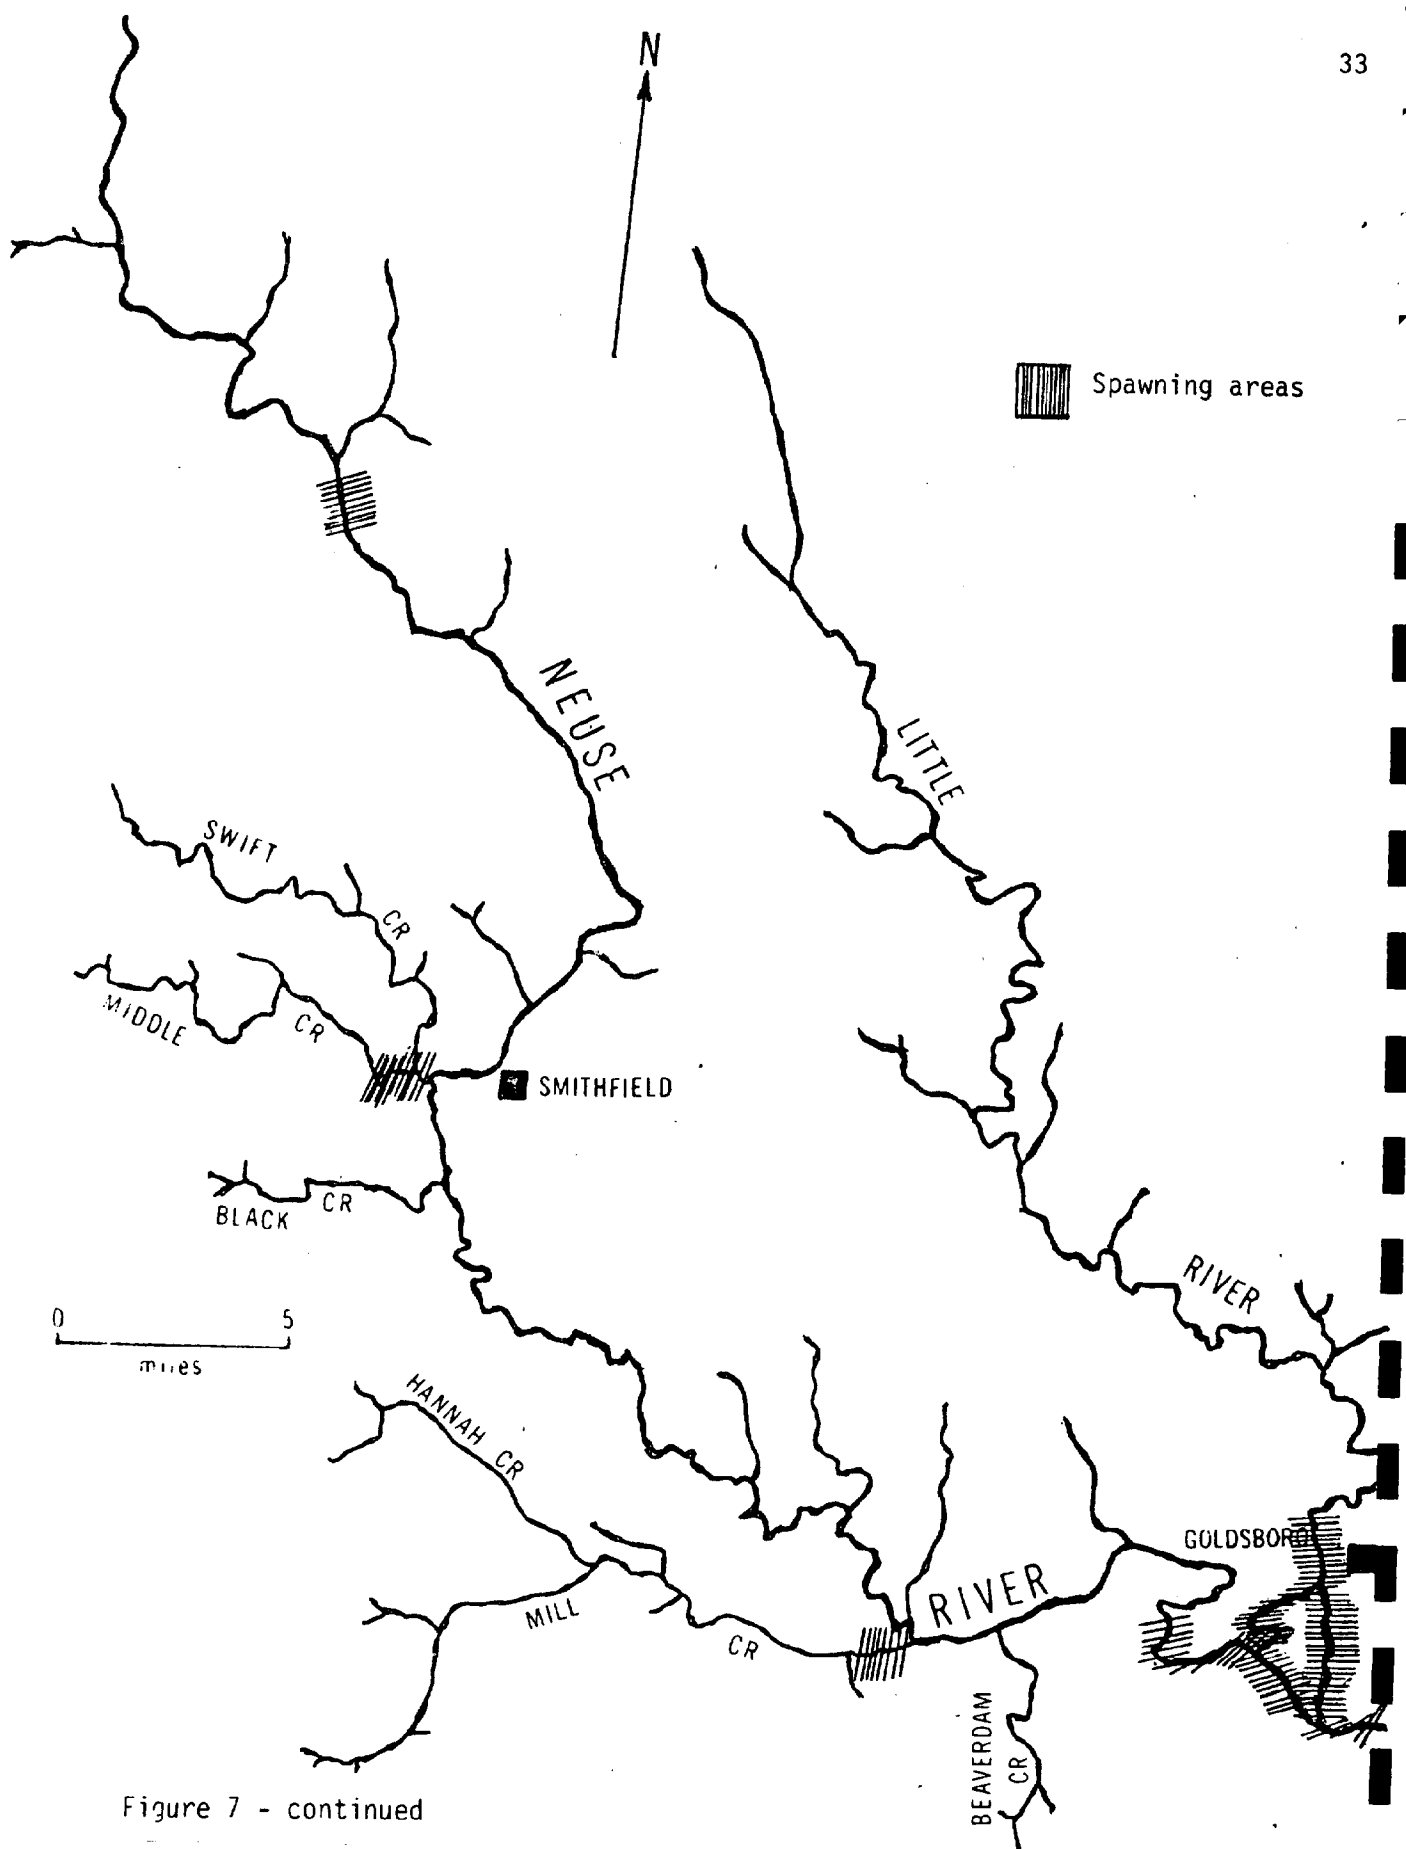 33
N
Spawning areas
NEUSE
LITTLE
SWIFT
CR
MIDDLE
CR
SMITHFIELD
BLACK CR
RIVER
0 5
miles
HANNAH CR
GOLDSBORO
RIVER
MILL
CR
BEAVERDAM
CR
Figure 7 - continued